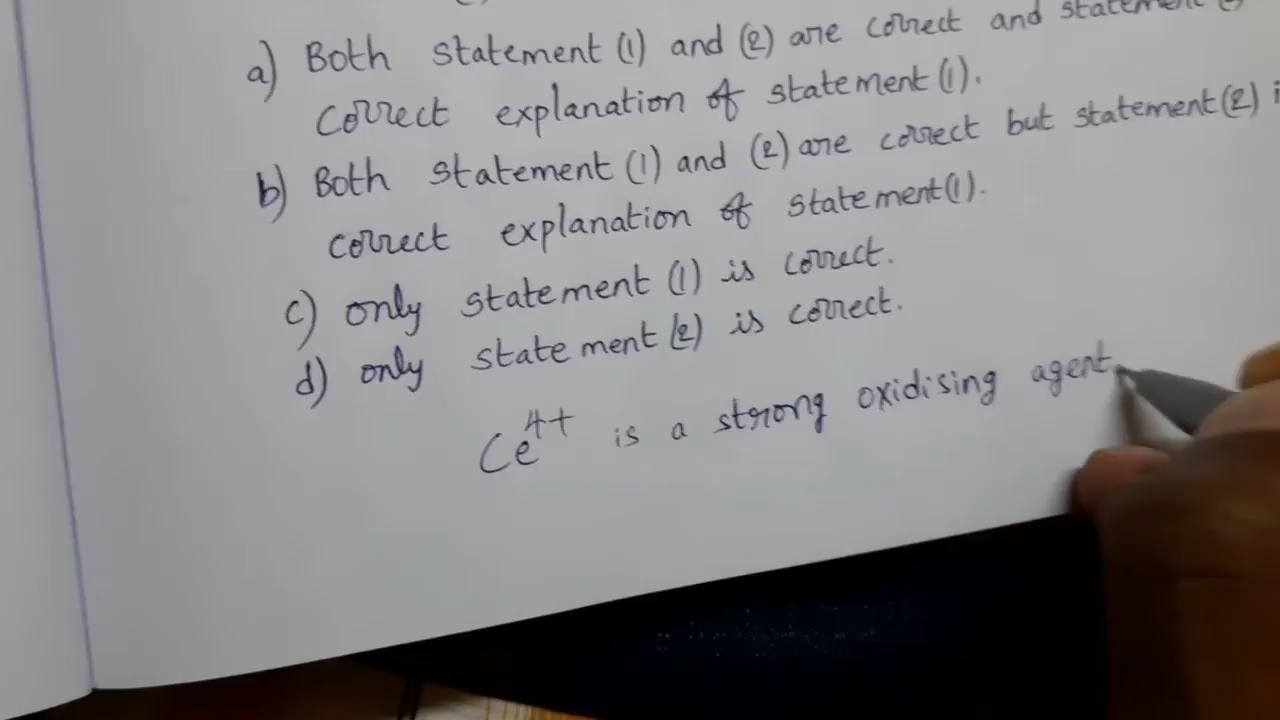 a) Both statement (1) and (2) are correct and statement
correct explanation of statement (1).
b) Both statement (1) and (2) are correct but statement (2) i
correct explanation of statement (1).
c) only statement (1) is correct.
d) only statement (2) is correct.
Ce⁴⁺ is a strong oxidising agent